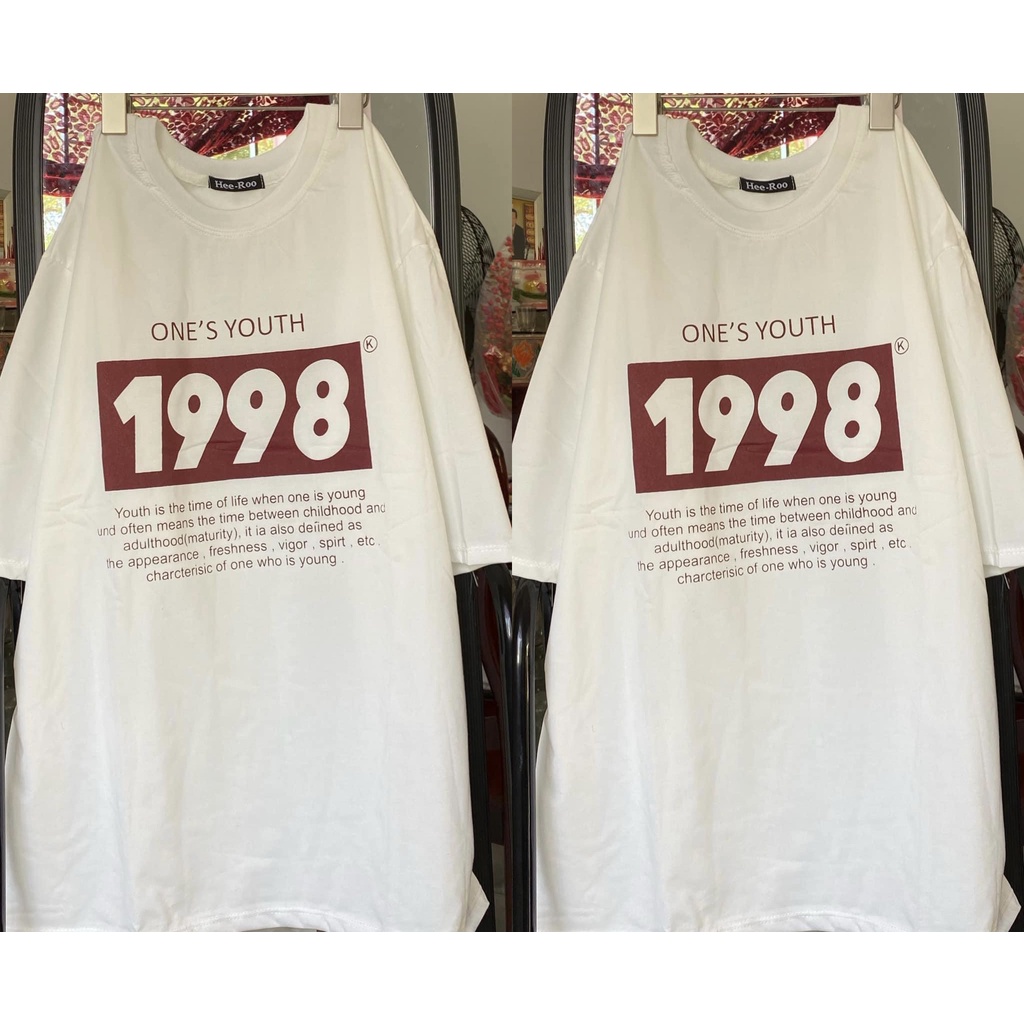 Hee-Roo
ONE'S YOUTH
K
1998
Youth is the time of life when one is young
und often means the time between childhood and
adulthood(maturity), it ia also deïined as
the appearance , freshness , vigor , spirt , etc .
charcterisic of one who is young .
Hee-Roo
ONE'S YOUTH
K
1998
Youth is the time of life when one is young
und often means the time between childhood and
adulthood(maturity), it ia also deïined as
the appearance , freshness , vigor , spirt , etc .
charcterisic of one who is young .